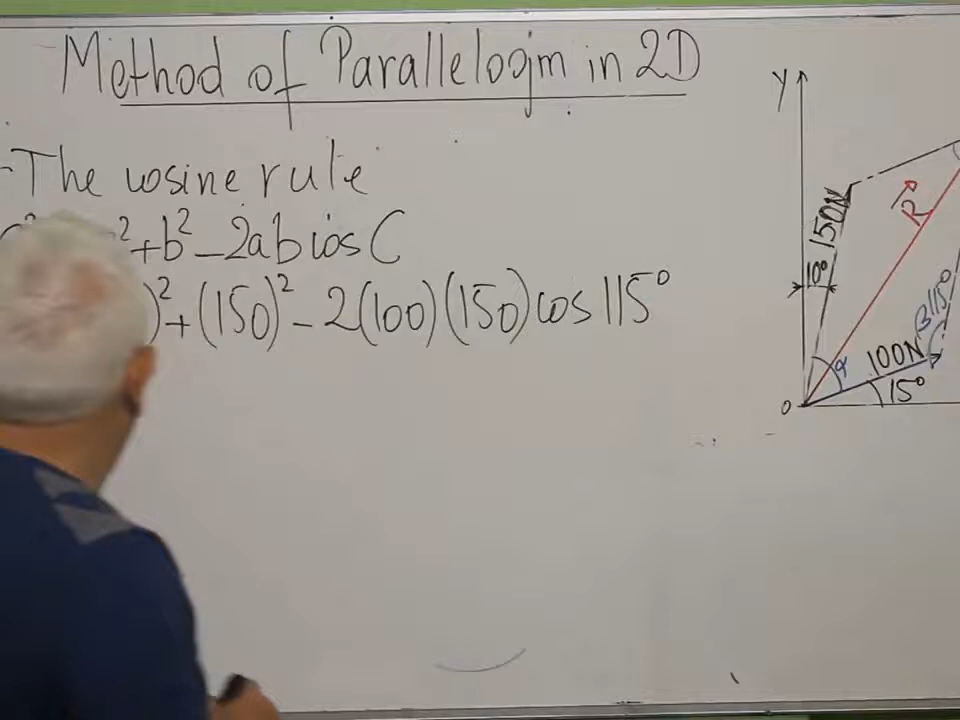 Method of Parallelogjm in 2D
-The cosine rule
² + b² - 2ab cos C
)² + (150)² - 2(100)(150) cos 115°
Y
R
150N
10°
β 115°
α
100N
15°
0